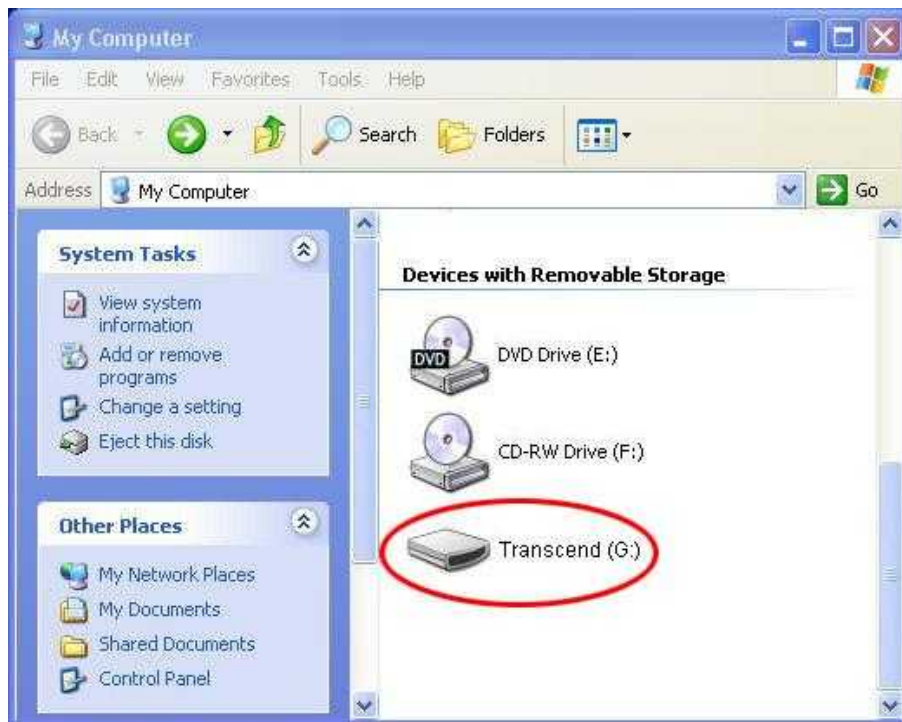 My Computer
File Edit View Favorites Tools Help
Back Search Folders
Address My Computer Go
System Tasks
View system
information
Add or remove
programs
Change a setting
Eject this disk
Other Places
My Network Places
My Documents
Shared Documents
Control Panel
Devices with Removable Storage
DVD DVD Drive (E:)
CD-RW Drive (F:)
Transcend (G:)